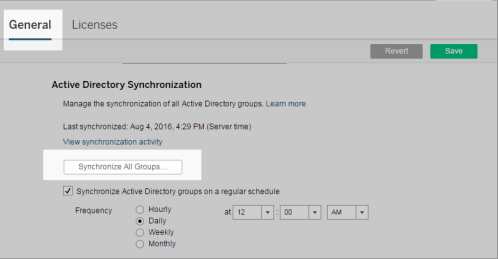 General Licenses
Revert Save
Active Directory Synchronization
Manage the synchronization of all Active Directory groups. Learn more
Last synchronized: Aug 4, 2016, 4:29 PM (Server time)
View synchronization activity
Synchronize All Groups...
Synchronize Active Directory groups on a regular schedule
Frequency Hourly at 12 : 00 AM
Daily
Weekly
Monthly